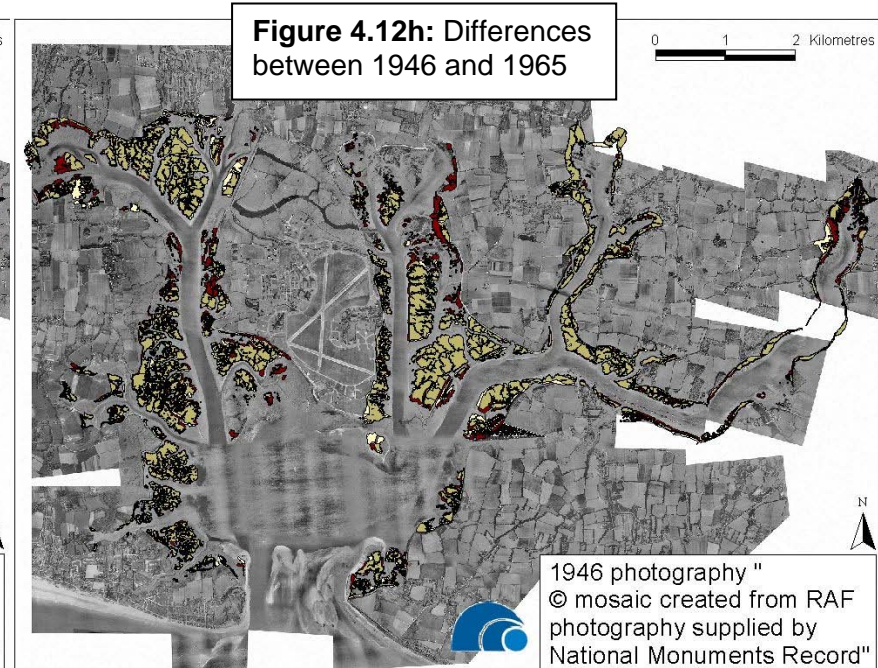 Figure 4.12h: Differences
between 1946 and 1965
0 1 2 Kilometres
N
1946 photography "
© mosaic created from RAF
photography supplied by
National Monuments Record"